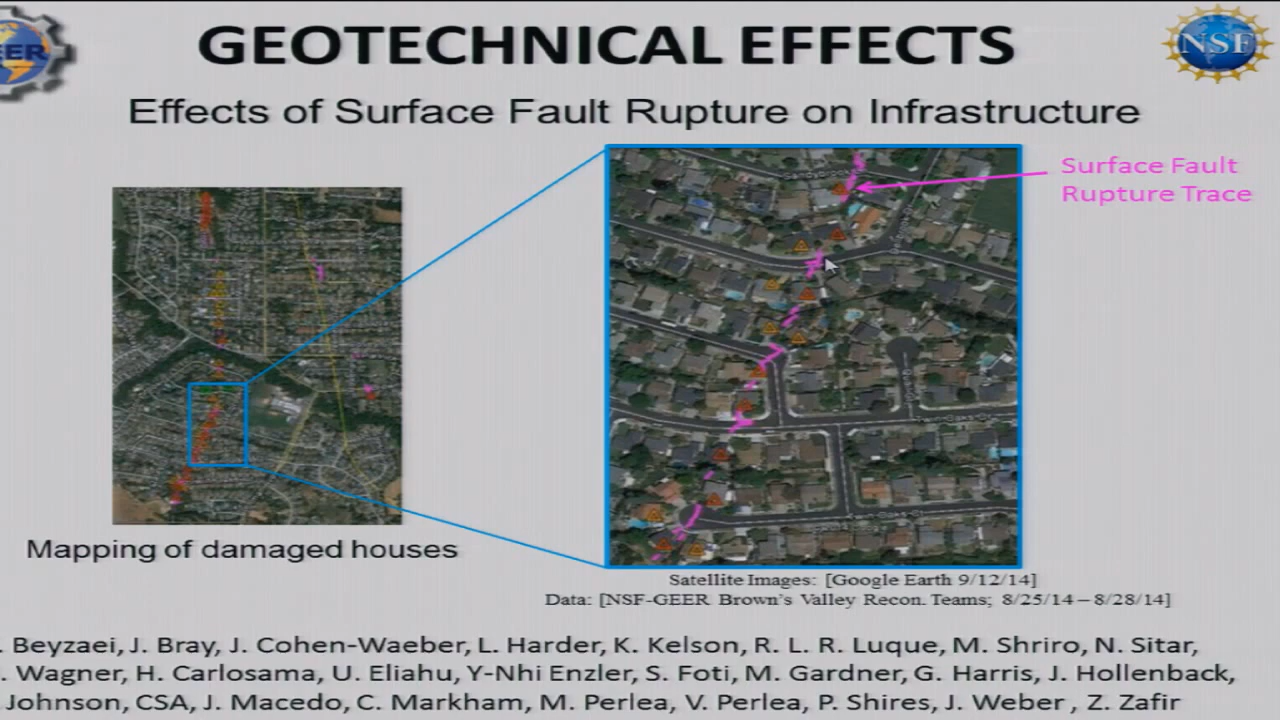 GEOTECHNICAL EFFECTS
NSF
Effects of Surface Fault Rupture on Infrastructure
Surface Fault
Rupture Trace
Mapping of damaged houses
Satellite Images: [Google Earth 9/12/14]
Data: [NSF-GEER Brown's Valley Recon. Teams; 8/25/14 – 8/28/14]
. Beyzaei, J. Bray, J. Cohen-Waeber, L. Harder, K. Kelson, R. L. R. Luque, M. Shriro, N. Sitar,
. Wagner, H. Carlosama, U. Eliahu, Y-Nhi Enzler, S. Foti, M. Gardner, G. Harris, J. Hollenback,
Johnson, CSA, J. Macedo, C. Markham, M. Perlea, V. Perlea, P. Shires, J. Weber , Z. Zafir